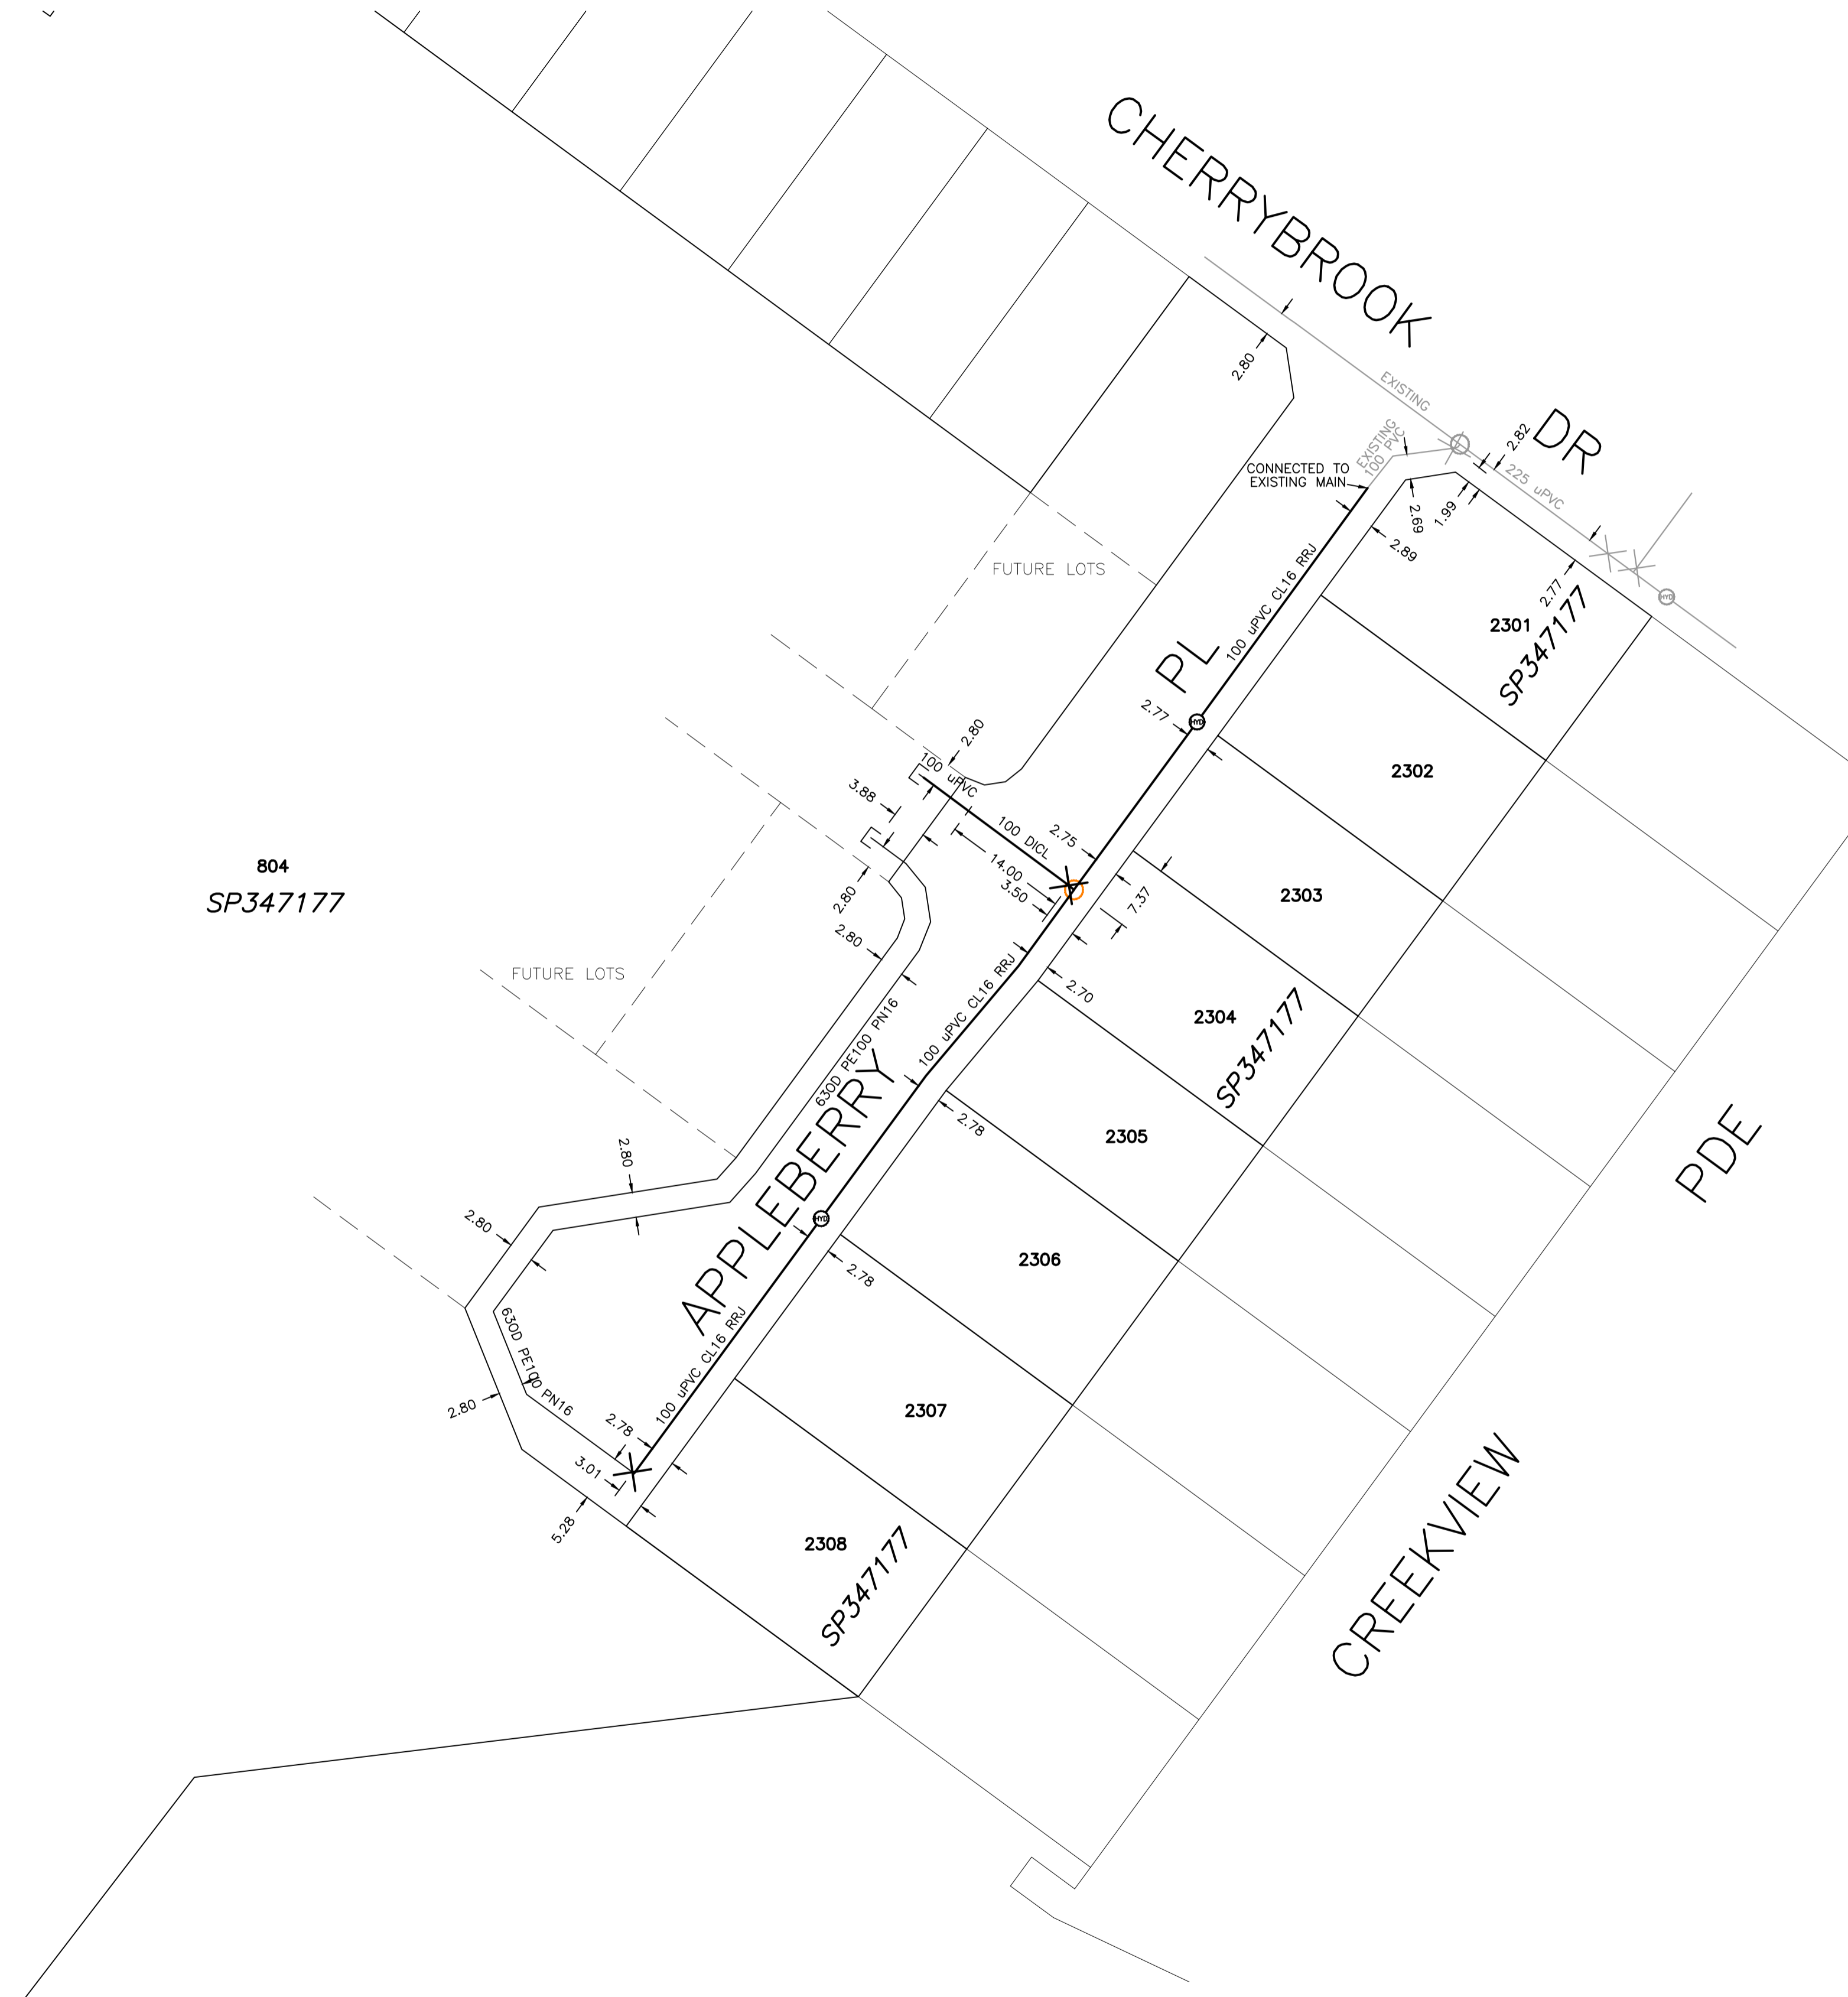 CHERRYBROOK
DR
2.80
EXISTING
EXISTING
100 PVC
2.82
225 uPVC
CONNECTED TO
EXISTING MAIN
1.99
2.69
2.89
FUTURE LOTS
100 uPVC CL16 RRJ
2.77
2301
SP347177
PL
2.77
HYD
HYD
2302
2.80
100 uPVC
3.88
100 DICL
2.75
14.00
3.50
7.37
2303
804
SP347177
2.80
2.80
FUTURE LOTS
2.70
100 uPVC CL16 RRJ
63OD PE100 PN16
2304
SP347177
APPLEBERRY
2.78
2305
2.80
2.80
HYD
2.78
2306
PDE
63OD PE100 PN16
100 uPVC CL16 RRJ
2.80
2.78
3.01
2307
5.28
2308
SP347177
CREEKVIEW